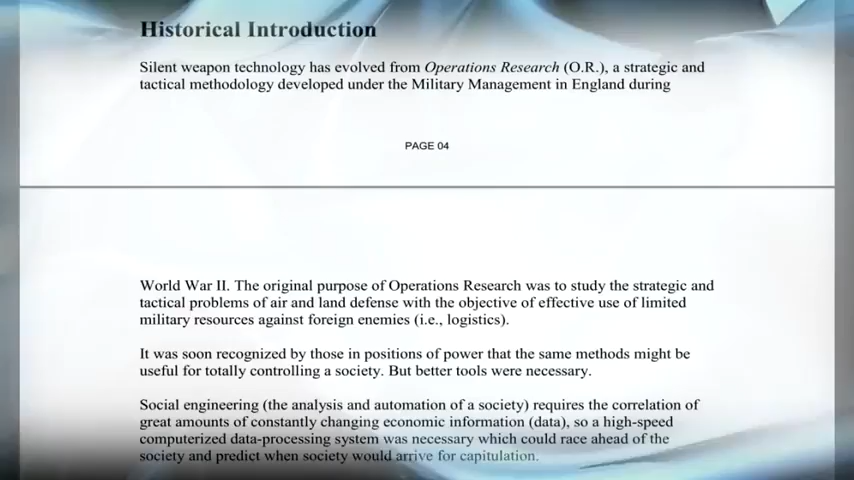 Historical Introduction
Silent weapon technology has evolved from Operations Research (O.R.), a strategic and
tactical methodology developed under the Military Management in England during
PAGE 04
World War II. The original purpose of Operations Research was to study the strategic and
tactical problems of air and land defense with the objective of effective use of limited
military resources against foreign enemies (i.e., logistics).
It was soon recognized by those in positions of power that the same methods might be
useful for totally controlling a society. But better tools were necessary.
Social engineering (the analysis and automation of a society) requires the correlation of
great amounts of constantly changing economic information (data), so a high-speed
computerized data-processing system was necessary which could race ahead of the
society and predict when society would arrive for capitulation.